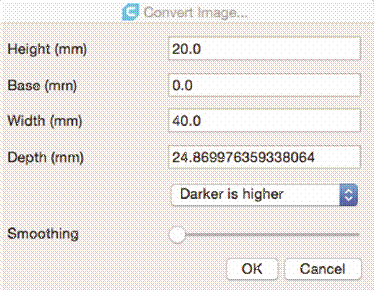 Convert Image...
Height (mm) 20.0
Base (mm) 0.0
Width (mm) 40.0
Depth (mm) 24.869976359338064
Darker is higher
Smoothing
OK Cancel